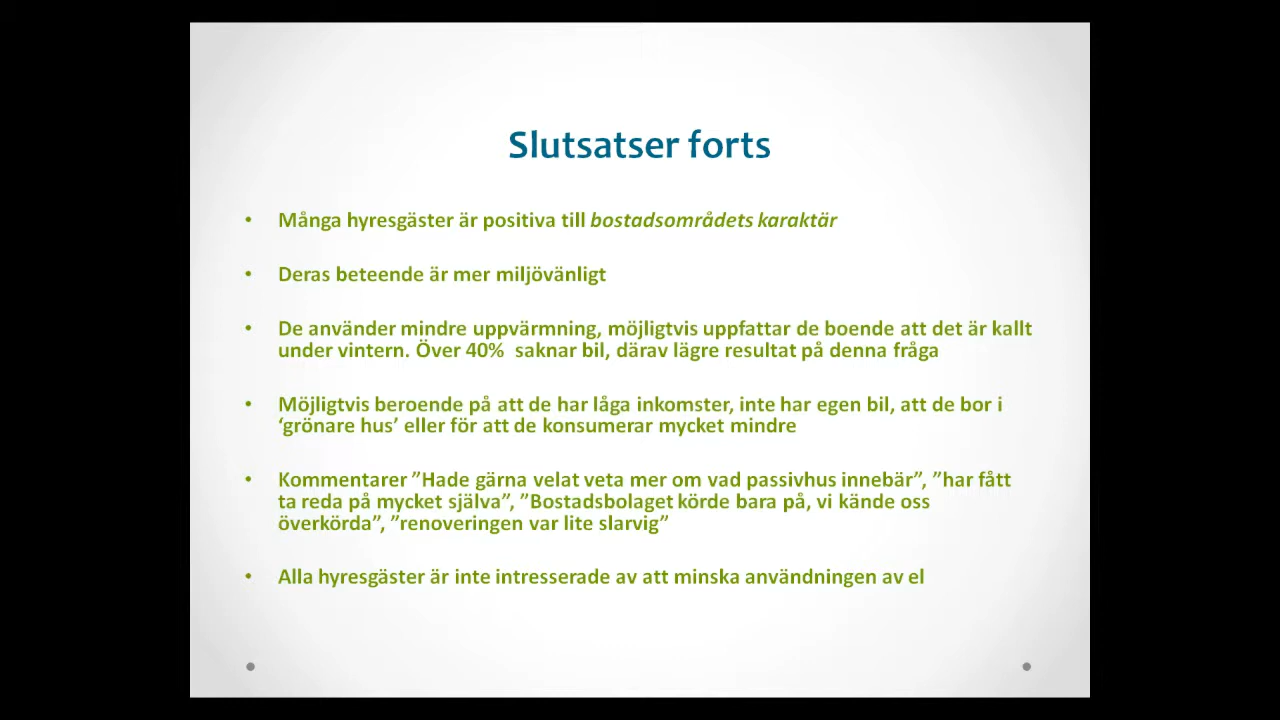 Slutsatser forts
• Många hyresgäster är positiva till bostadsområdets karaktär
• Deras beteende är mer miljövänligt
• De använder mindre uppvärmning, möjligtvis uppfattar de boende att det är kallt
under vintern. Över 40% saknar bil, därav lägre resultat på denna fråga
• Möjligtvis beroende på att de har låga inkomster, inte har egen bil, att de bor i
‘grönare hus’ eller för att de konsumerar mycket mindre
• Kommentarer ”Hade gärna velat veta mer om vad passivhus innebär”, ”har fått
ta reda på mycket själva”, ”Bostadsbolaget körde bara på, vi kände oss
överkörda”, ”renoveringen var lite slarvig”
• Alla hyresgäster är inte intresserade av att minska användningen av el